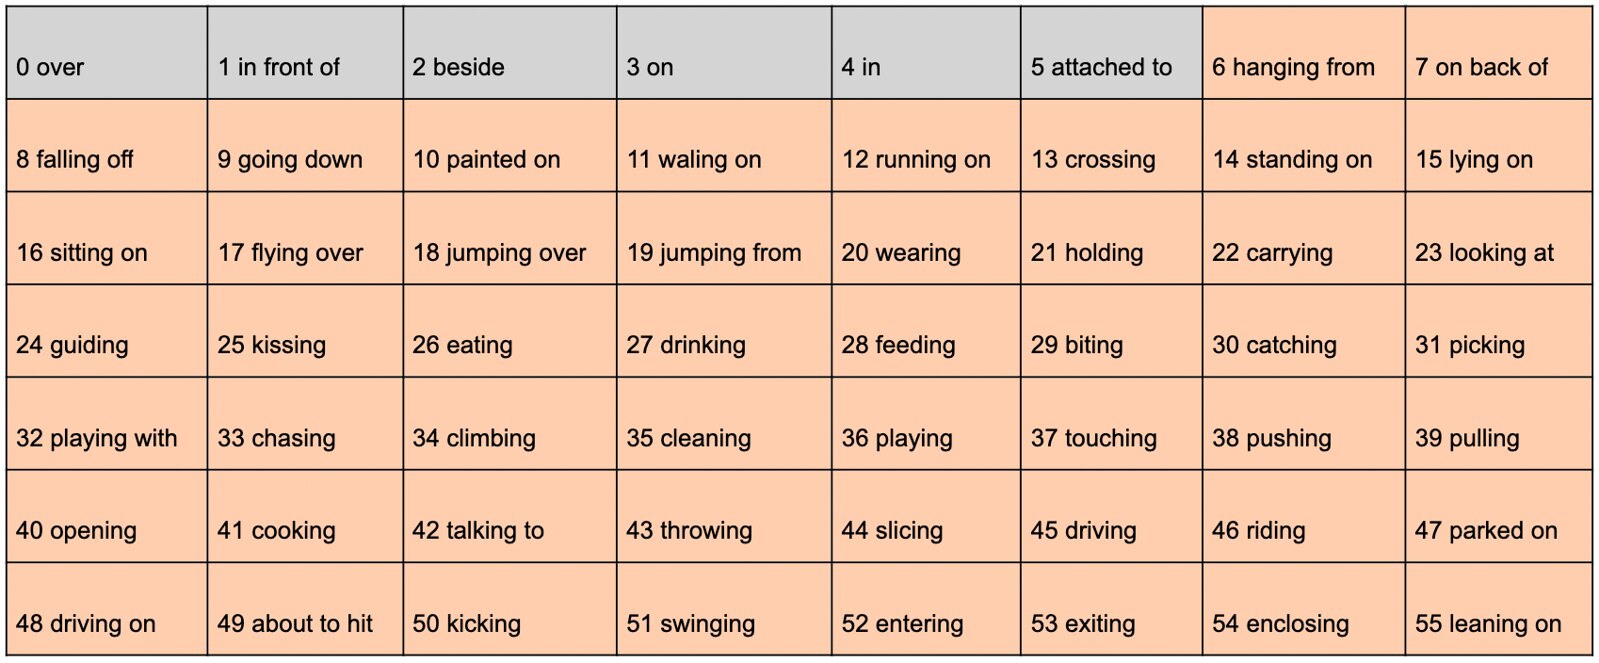 0 over 1 in front of 2 beside 3 on 4 in 5 attached to 6 hanging from 7 on back of
8 falling off 9 going down 10 painted on 11 waling on 12 running on 13 crossing 14 standing on 15 lying on
16 sitting on 17 flying over 18 jumping over 19 jumping from 20 wearing 21 holding 22 carrying 23 looking at
24 guiding 25 kissing 26 eating 27 drinking 28 feeding 29 biting 30 catching 31 picking
32 playing with 33 chasing 34 climbing 35 cleaning 36 playing 37 touching 38 pushing 39 pulling
40 opening 41 cooking 42 talking to 43 throwing 44 slicing 45 driving 46 riding 47 parked on
48 driving on 49 about to hit 50 kicking 51 swinging 52 entering 53 exiting 54 enclosing 55 leaning on